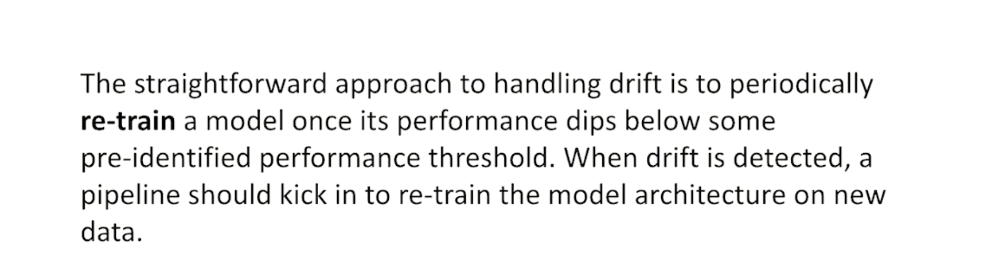 The straightforward approach to handling drift is to periodically
re-train a model once its performance dips below some
pre-identified performance threshold. When drift is detected, a
pipeline should kick in to re-train the model architecture on new
data.